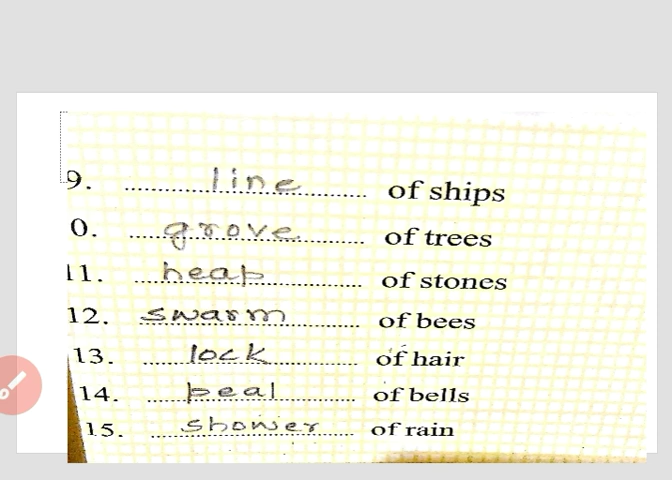 9. line of ships
0. grove of trees
11. heap of stones
12. swarm of bees
13. lock of hair
14. peal of bells
15. shower of rain